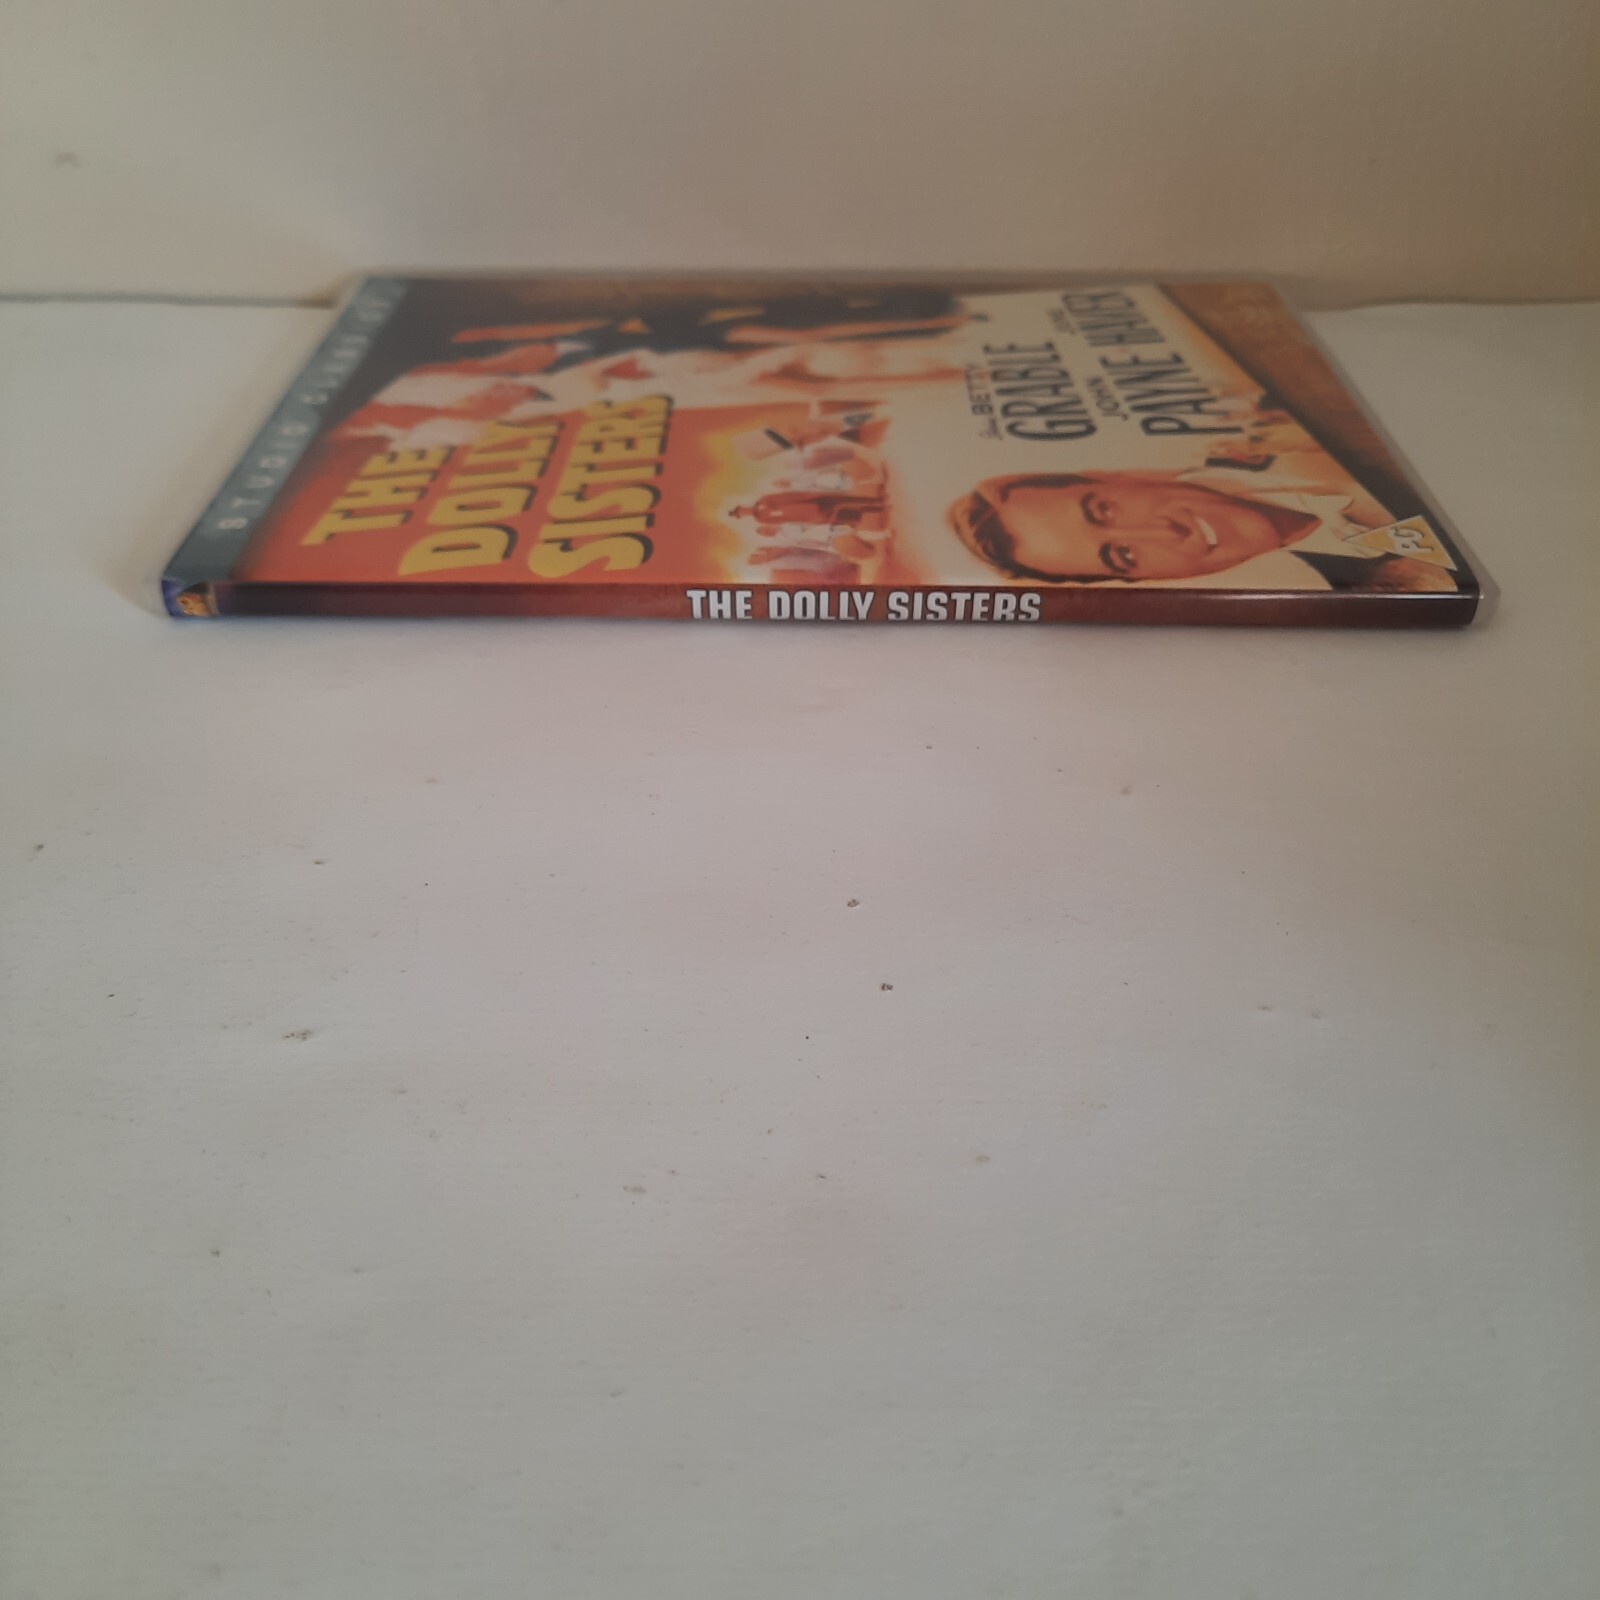 STUDIO CLASSICS
THE
DOLLY
SISTERS
BETTY
GRABLE
JOHN
PAYNE
HAVER
PG
THE DOLLY SISTERS